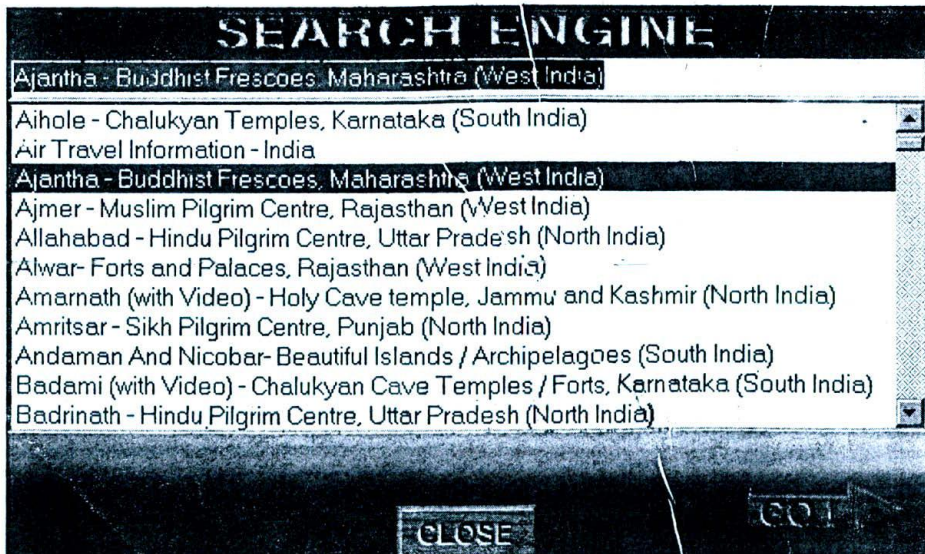 SEARCH ENGINE
Ajantha - Buddhist Frescoes, Maharashtra (West India)
Aihole - Chalukyan Temples, Karnataka (South India)
Air Travel Information - India
Ajantha - Buddhist Frescoes, Maharashtra (West India)
Ajmer - Muslim Pilgrim Centre, Rajasthan (West India)
Allahabad - Hindu Pilgrim Centre, Uttar Pradesh (North India)
Alwar- Forts and Palaces, Rajasthan (West India)
Amarnath (with Video) - Holy Cave temple, Jammu and Kashmir (North India)
Amritsar - Sikh Pilgrim Centre, Punjab (North India)
Andaman And Nicobar- Beautiful Islands / Archipelagoes (South India)
Badami (with Video) - Chalukyan Cave Temples / Forts, Karnataka (South India)
Badrinath - Hindu Pilgrim Centre, Uttar Pradesh (North India)
GO !
CLOSE